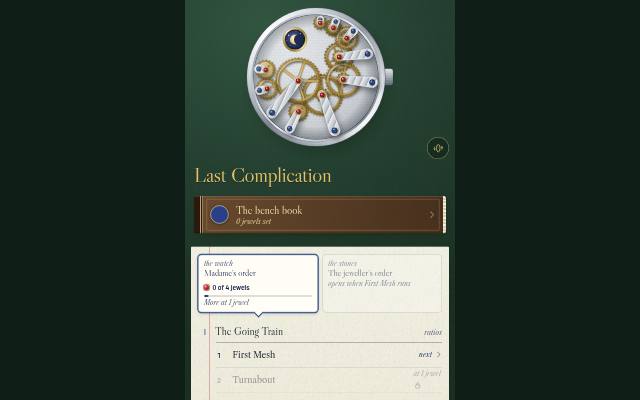 Last Complication
The bench book
0 jewels set
the watch
Madame's order
0 of 4 jewels
More at 1 jewel
the stones
The jeweller's order
opens when First Mesh runs
1 The Going Train ratios
1 First Mesh next
2 Turnabout at 1 jewel